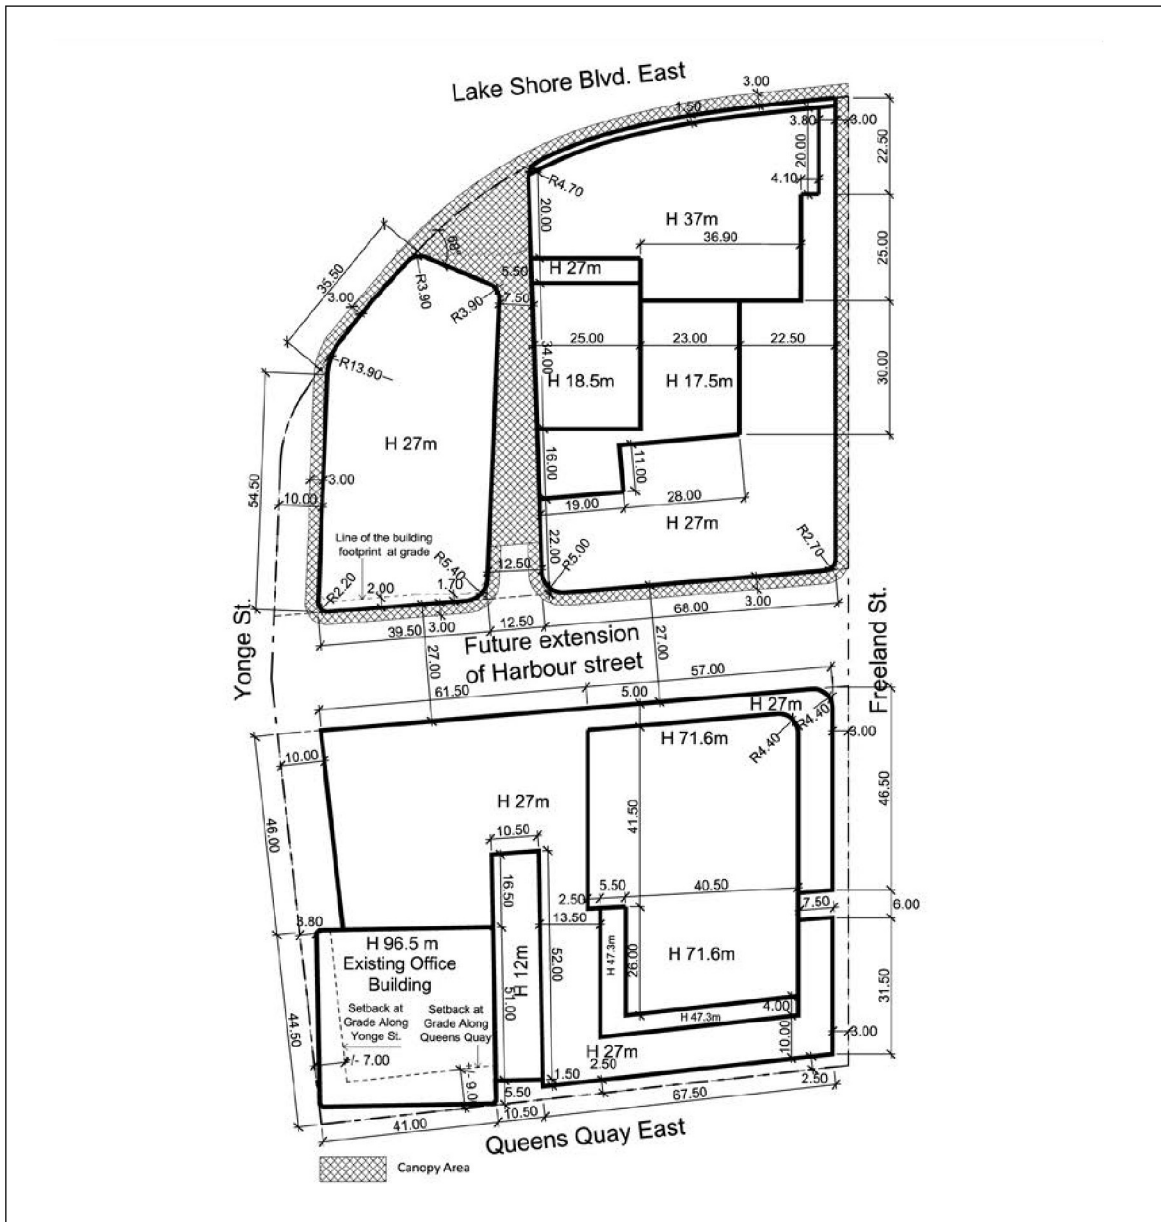 Lake Shore Blvd. East
3.00
1.50
3.80
3.00
20.00
22.50
4.10
R4.70
20.00
H 37m
36.90
25.00
68°
35.50
R3.90
5.50
H 27m
3.00
R3.90
7.50
R13.90
34.00
25.00
23.00
22.50
30.00
H 18.5m
H 17.5m
H 27m
54.50
3.00
10.00
16.00
11.00
19.00
28.00
H 27m
Line of the building
footprint at grade
R5.40
12.50
22.00
R5.00
R2.70
R2.20
2.00
1.70
Yonge St.
39.50
3.00
12.50
68.00
3.00
Freeland St.
27.00
Future extension
of Harbour street
27.00
57.00
61.50
5.00
H 27m
R4.40
10.00
H 71.6m
R4.40
3.00
46.50
46.00
H 27m
41.50
10.50
16.50
2.50
5.50
40.50
7.50
6.00
3.80
13.50
H 96.5 m
Existing Office
Building
H 12m
52.00
H 47.3m
26.00
H 71.6m
31.50
44.50
51.00
Setback at
Grade Along
Yonge St.
Setback at
Grade Along
Queens Quay
+/- 7.00
+/- 9.00
4.00
H 47.3m
10.00
3.00
H 27m
2.50
1.50
5.50
2.50
41.00
10.50
67.50
Queens Quay East
Canopy Area